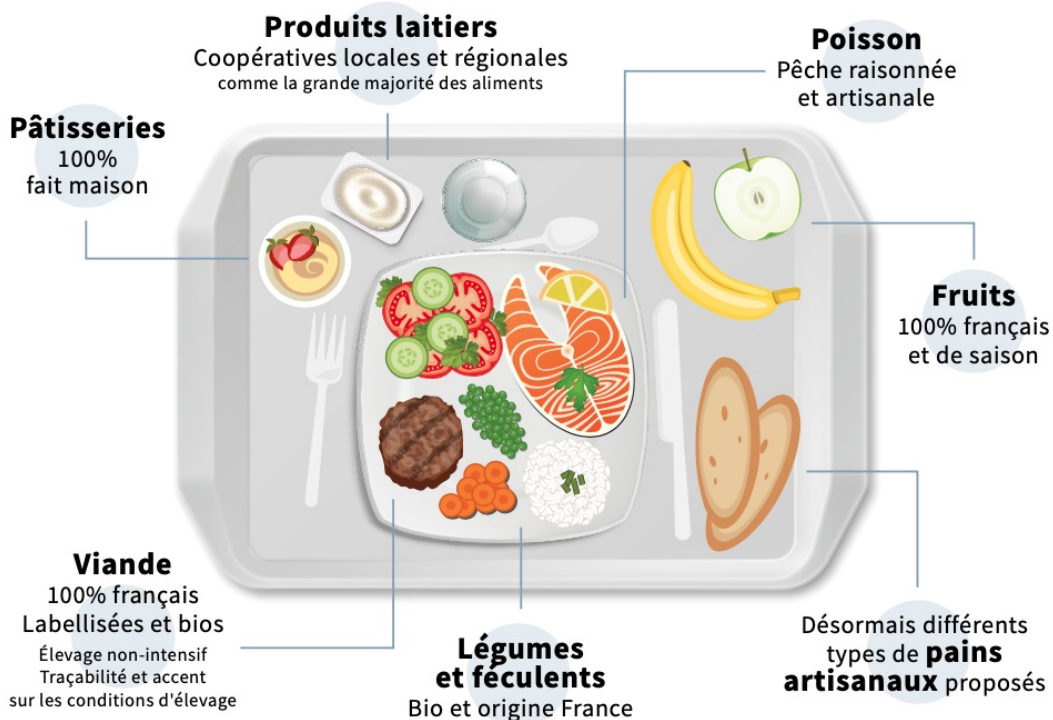 Produits laitiers
Coopératives locales et régionales
comme la grande majorité des aliments
Poisson
Pêche raisonnée
et artisanale
Pâtisseries
100%
fait maison
Fruits
100% français
et de saison
Viande
100% français
Labellisées et bios
Élevage non-intensif
Traçabilité et accent
sur les conditions d'élevage
Légumes
et féculents
Bio et origine France
Désormais différents
types de pains
artisanaux proposés